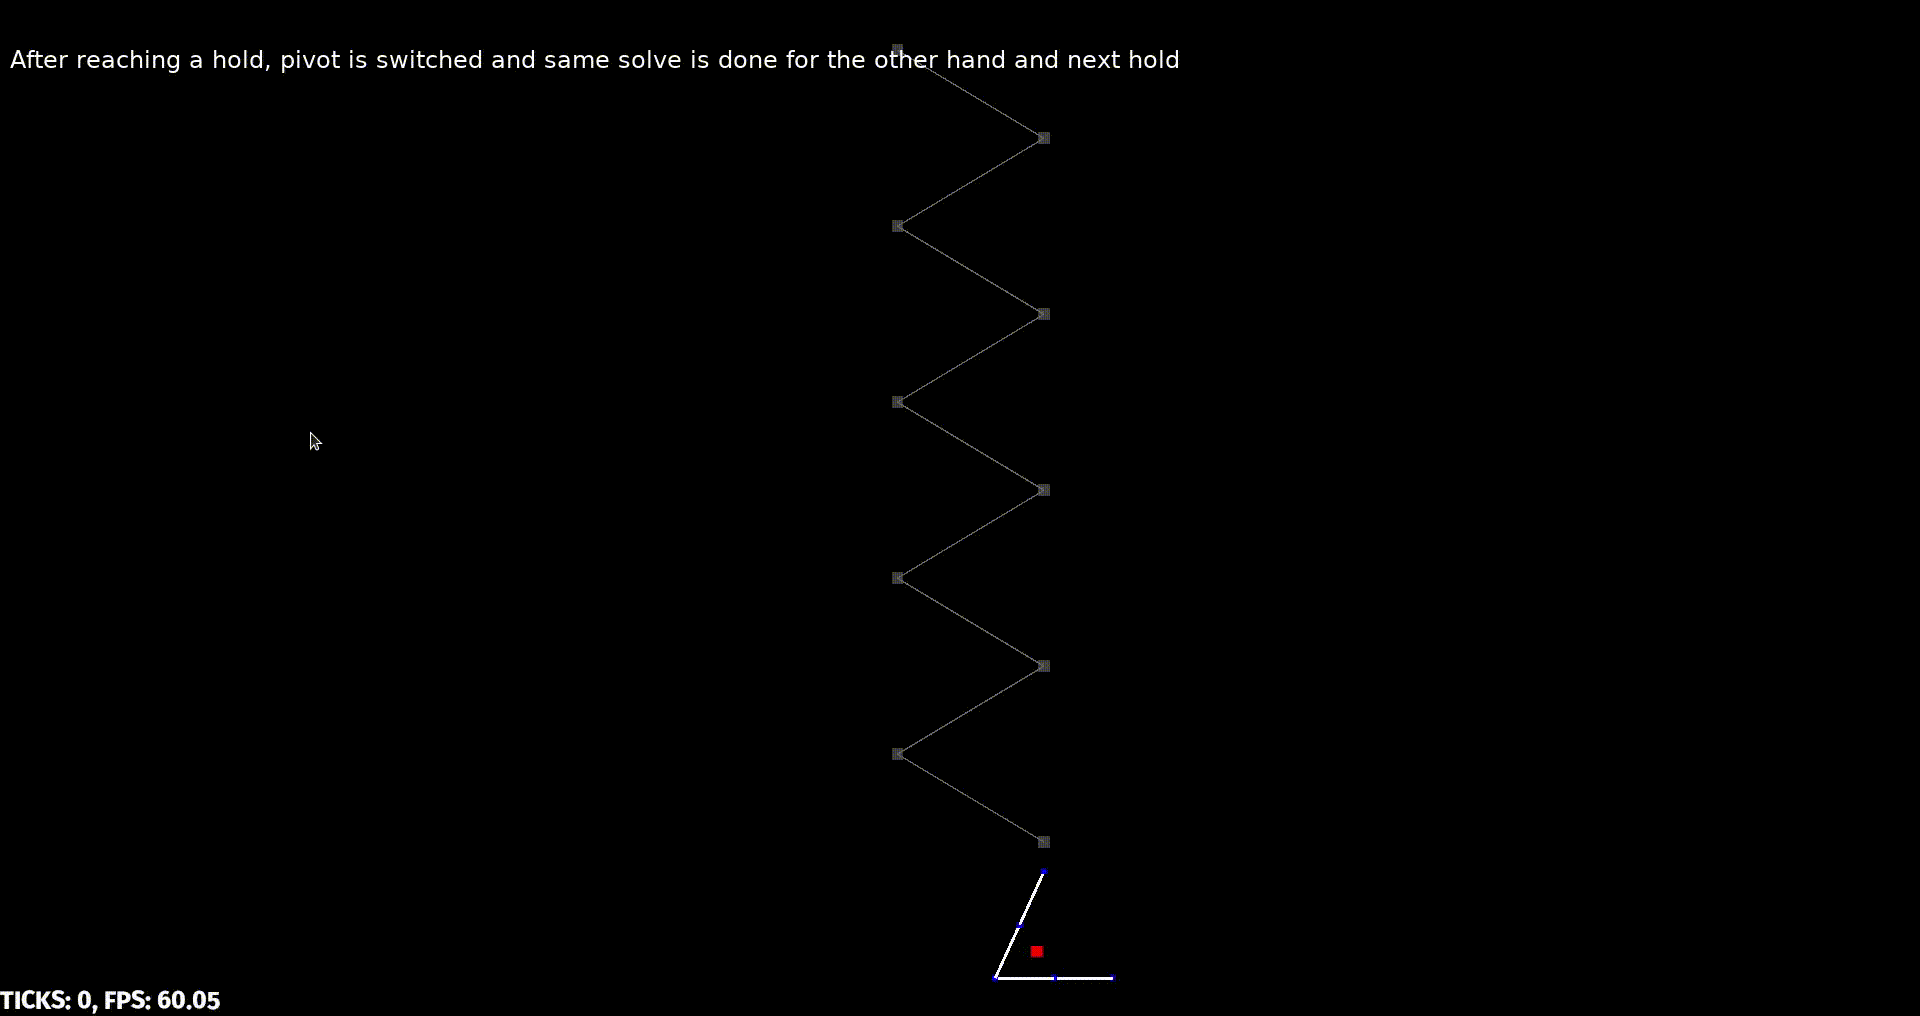 After reaching a hold, pivot is switched and same solve is done for the other hand and next hold
TICKS: 0, FPS: 60.05